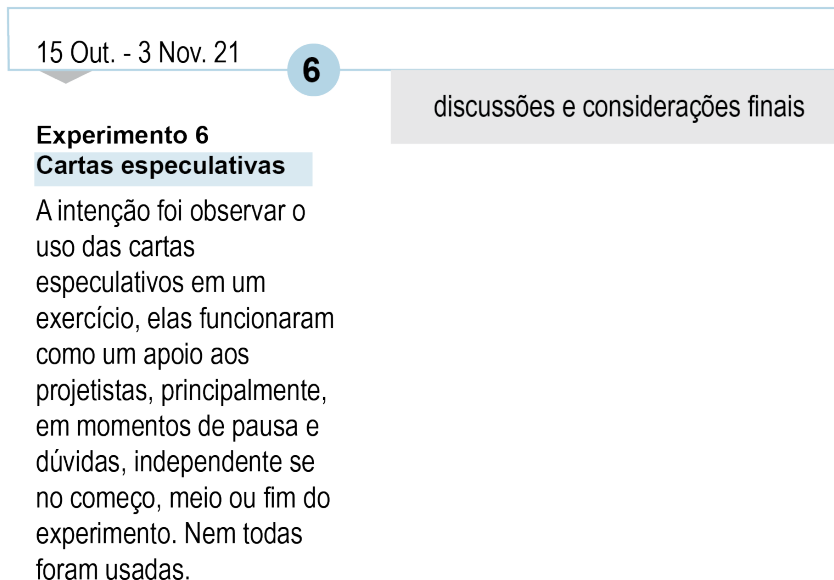 15 Out. - 3 Nov. 21
6
discussões e considerações finais
Experimento 6
Cartas especulativas
A intenção foi observar o
uso das cartas
especulativos em um
exercício, elas funcionaram
como um apoio aos
projetistas, principalmente,
em momentos de pausa e
dúvidas, independente se
no começo, meio ou fim do
experimento. Nem todas
foram usadas.